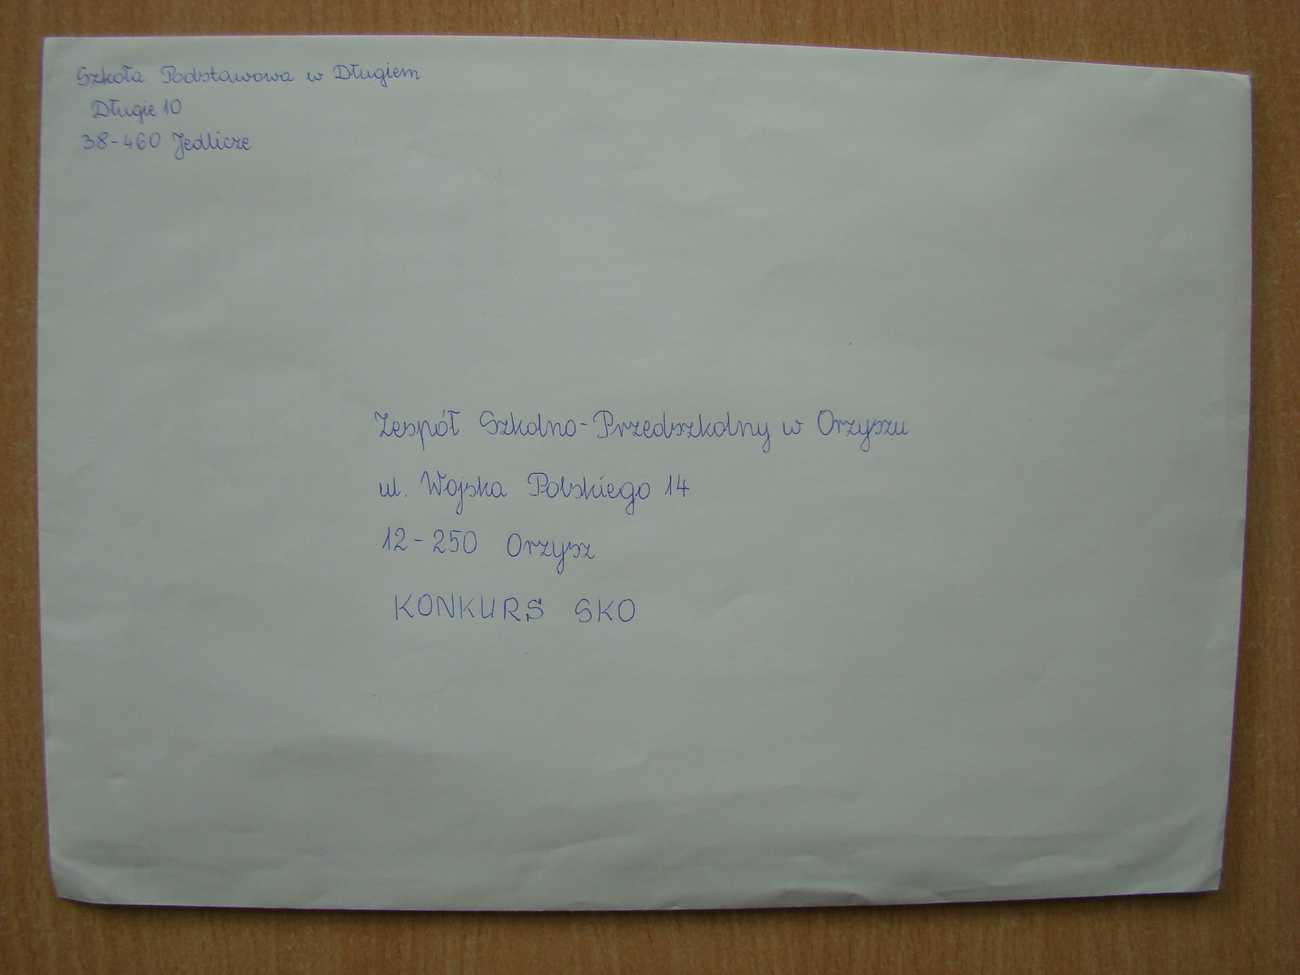 Szkoła Podstawowa w Długiem
Długie 10
38-460 Jedlicze
Zespół Szkolno-Przedszkolny w Orzyszu
ul. Wojska Polskiego 14
12-250 Orzysz
KONKURS SKO